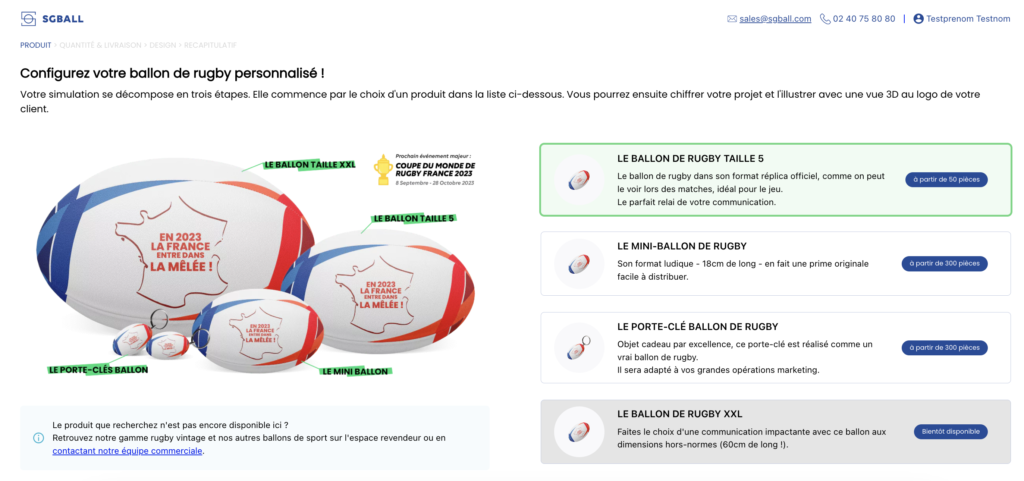 SGBALL
sales@sgball.com 02 40 75 80 80 | Testprenom Testnom
PRODUIT › QUANTITÉ & LIVRAISON › DESIGN › RÉCAPITULATIF
Configurez votre ballon de rugby personnalisé !
Votre simulation se décompose en trois étapes. Elle commence par le choix d'un produit dans la liste ci-dessous. Vous pourrez ensuite chiffrer votre projet et l'illustrer avec une vue 3D au logo de votre
client.
LE BALLON TAILLE XXL
Prochain événement majeur :
COUPE DU MONDE DE
RUGBY FRANCE 2023
8 Septembre - 28 Octobre 2023
LE BALLON TAILLE 5
EN 2023
LA FRANCE
ENTRE DANS
LA MÊLÉE !
EN 2023
LA FRANCE
ENTRE DANS
LA MÊLÉE !
EN 2023
LA FRANCE
ENTRE DANS
LA MÊLÉE !
LE PORTE-CLÉS BALLON
LE MINI BALLON
Le produit que recherchez n'est pas encore disponible ici ?
Retrouvez notre gamme rugby vintage et nos autres ballons de sport sur l'espace revendeur ou en
contactant notre équipe commerciale.
LE BALLON DE RUGBY TAILLE 5
Le ballon de rugby dans son format réplica officiel, comme on peut
le voir lors des matches, idéal pour le jeu.
Le parfait relai de votre communication.
à partir de 50 pièces
LE MINI-BALLON DE RUGBY
Son format ludique - 18cm de long - en fait une prime originale
facile à distribuer.
à partir de 300 pièces
LE PORTE-CLÉ BALLON DE RUGBY
Objet cadeau par excellence, ce porte-clé est réalisé comme un
vrai ballon de rugby.
Il sera adapté à vos grandes opérations marketing.
à partir de 300 pièces
LE BALLON DE RUGBY XXL
Faites le choix d'une communication impactante avec ce ballon aux
dimensions hors-normes (60cm de long !).
Bientôt disponible